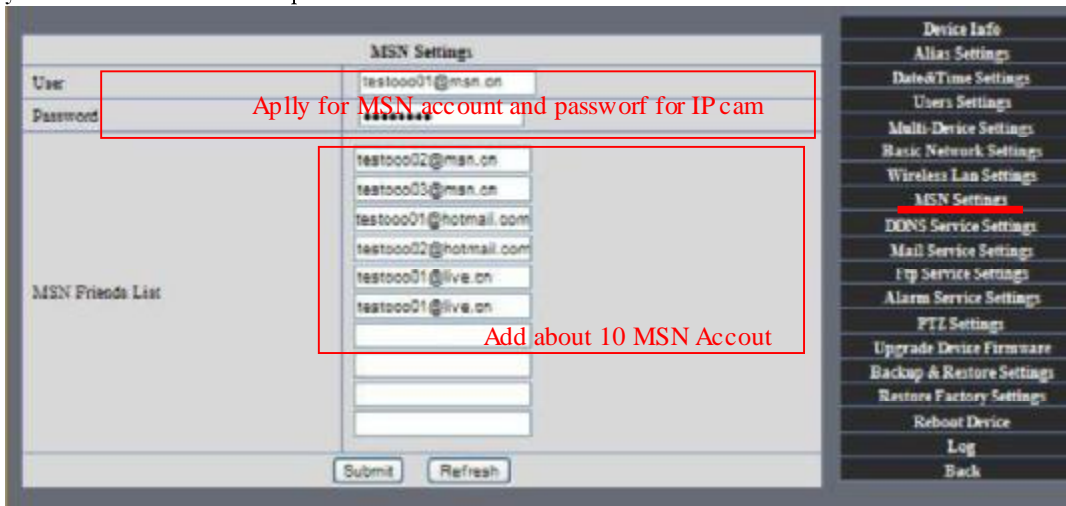 MSN Settings
User
testooo01@msn.cn
Password
••••••••
Aplly for MSN account and passworf for IP cam
MSN Friends List
testooo02@msn.cn
testooo03@msn.cn
testooo01@hotmail.com
testooo02@hotmail.com
testooo01@live.cn
testooo01@live.cn
Add about 10 MSN Accout
Submit Refresh
Device Info
Alias Settings
Date&Time Settings
Users Settings
Multi-Device Settings
Basic Network Settings
Wireless Lan Settings
MSN Settings
DDNS Service Settings
Mail Service Settings
Ftp Service Settings
Alarm Service Settings
PTZ Settings
Upgrade Device Firmware
Backup & Restore Settings
Restore Factory Settings
Reboot Device
Log
Back